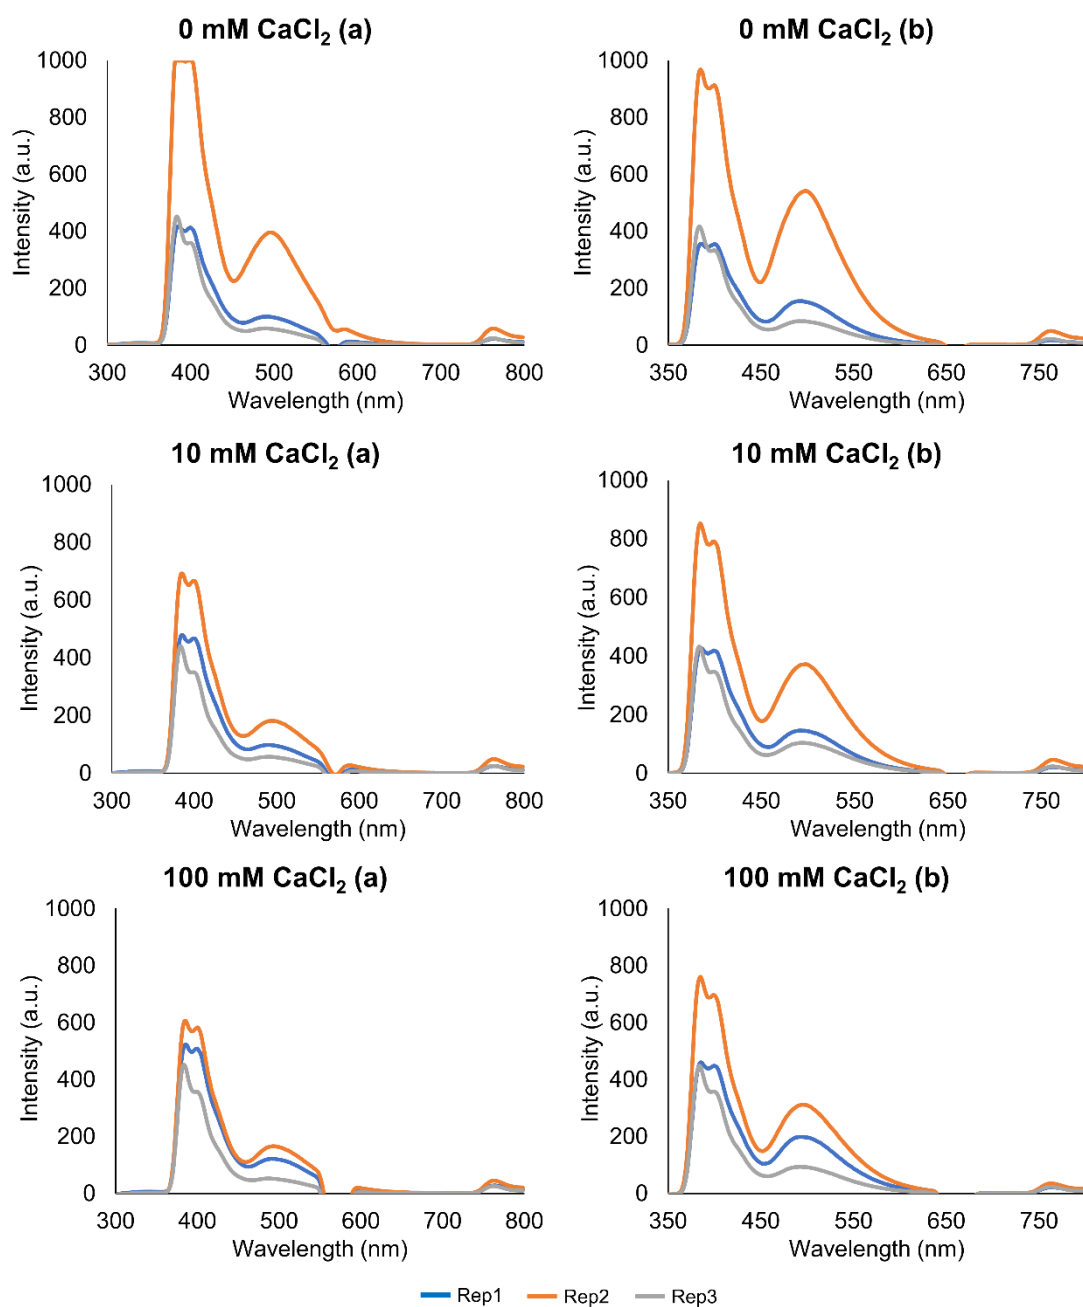 0 mM CaCl₂ (a)
1000
800
600
400
200
0
Intensity (a.u.)
300 400 500 600 700 800
Wavelength (nm)
0 mM CaCl₂ (b)
1000
800
600
400
200
0
Intensity (a.u.)
350 450 550 650 750
Wavelength (nm)
10 mM CaCl₂ (a)
1000
800
600
400
200
0
Intensity (a.u.)
300 400 500 600 700 800
Wavelength (nm)
10 mM CaCl₂ (b)
1000
800
600
400
200
0
Intensity (a.u.)
350 450 550 650 750
Wavelength (nm)
100 mM CaCl₂ (a)
1000
800
600
400
200
0
Intensity (a.u.)
300 400 500 600 700 800
Wavelength (nm)
100 mM CaCl₂ (b)
1000
800
600
400
200
0
Intensity (a.u.)
350 450 550 650 750
Wavelength (nm)
Rep1 Rep2 Rep3